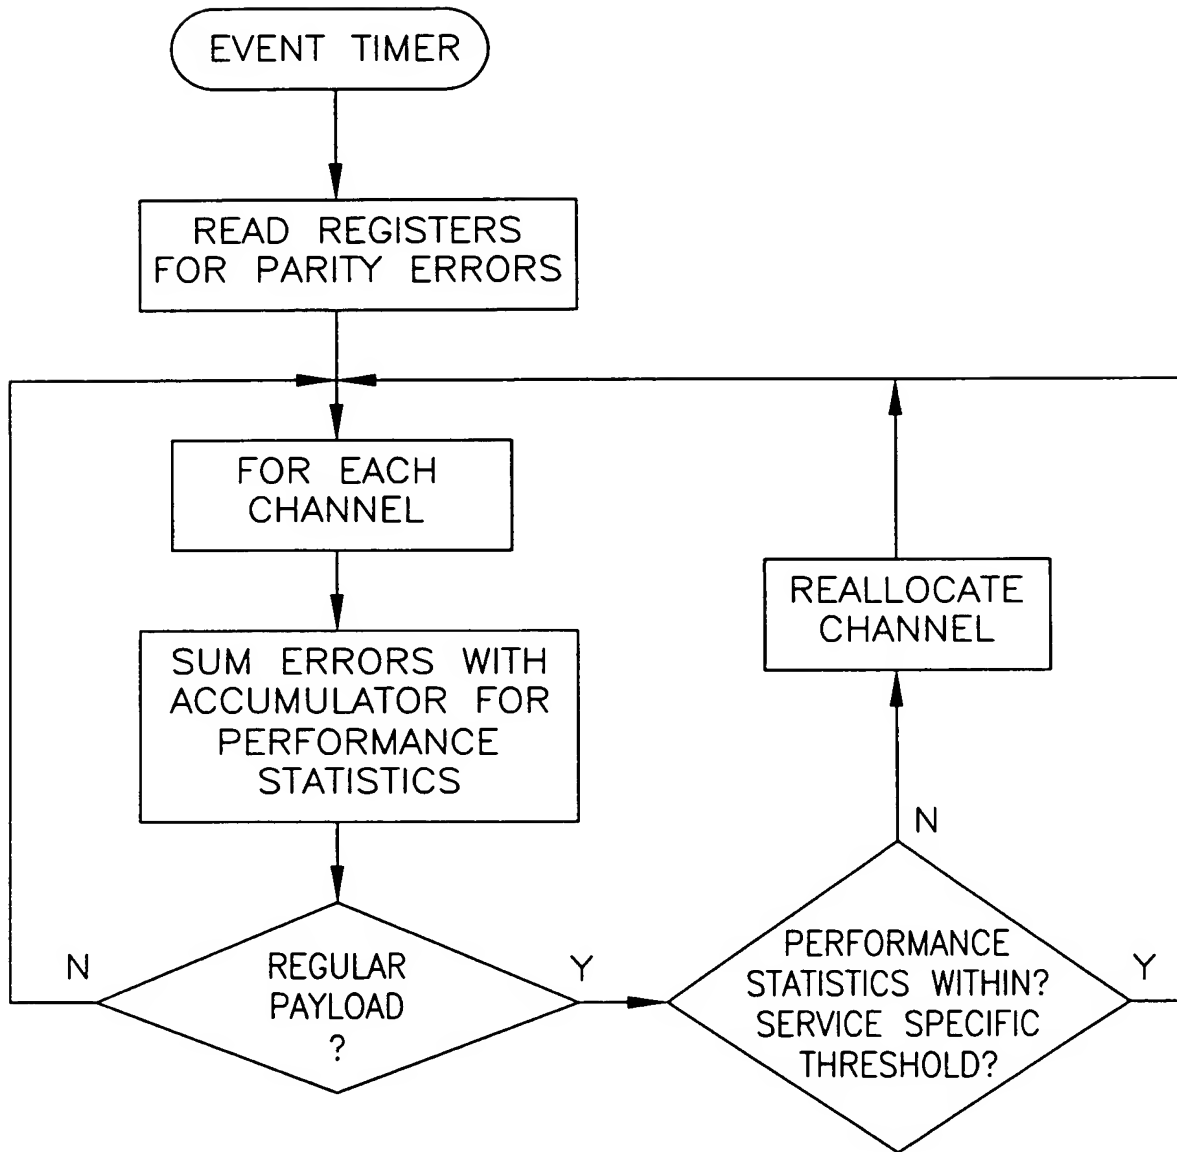 EVENT TIMER
READ REGISTERS
FOR PARITY ERRORS
FOR EACH
CHANNEL
SUM ERRORS WITH
ACCUMULATOR FOR
PERFORMANCE
STATISTICS
REGULAR
PAYLOAD
?
N
Y
REALLOCATE
CHANNEL
N
PERFORMANCE
STATISTICS WITHIN?
SERVICE SPECIFIC
THRESHOLD?
Y